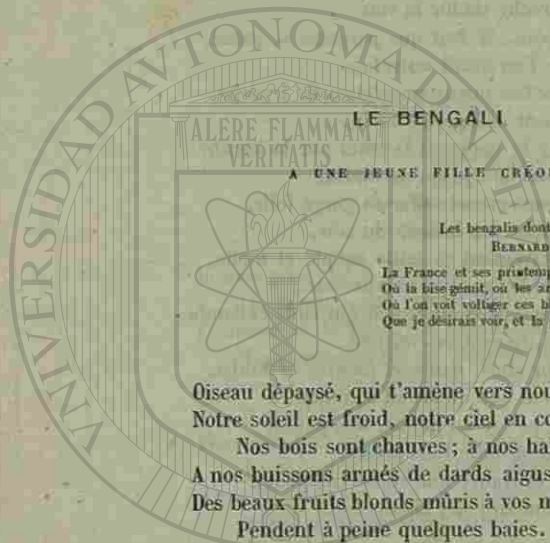 LE BENGALI
A UNE JEUNE FILLE CRÉO
Les bengalis dont
BERNARD
La France et ses printemp
Où la bise gémit, où les ar
Où l'on voit voltiger ces b
Que je désirais voir, et la
Oiseau dépaysé, qui t'amène vers nou
Notre soleil est froid, notre ciel en co
Nos bois sont chauves; à nos ha
A nos buissons armés de dards aigus
Des beaux fruits blonds mûris à vos m
Pendent à peine quelques baies.
ALERE FLAMMAM
VERITATIS